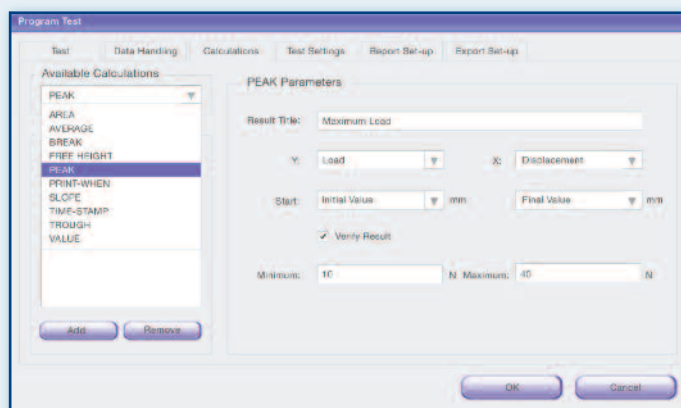 Program Test
Test Data Handling Calculations Test Settings Report Set-up Export Set-up
Available Calculations
PEAK
AREA
AVERAGE
BREAK
FREE HEIGHT
PEAK
PRINT-WHEN
SLOPE
TIME-STAMP
TROUGH
VALUE
Add Remove
PEAK Parameters
Result Title: Maximum Load
Y: Load X: Displacement
Start: Initial Value mm Final Value mm
Verify Result
Minimum: 10 N Maximum: 40 N
OK Cancel